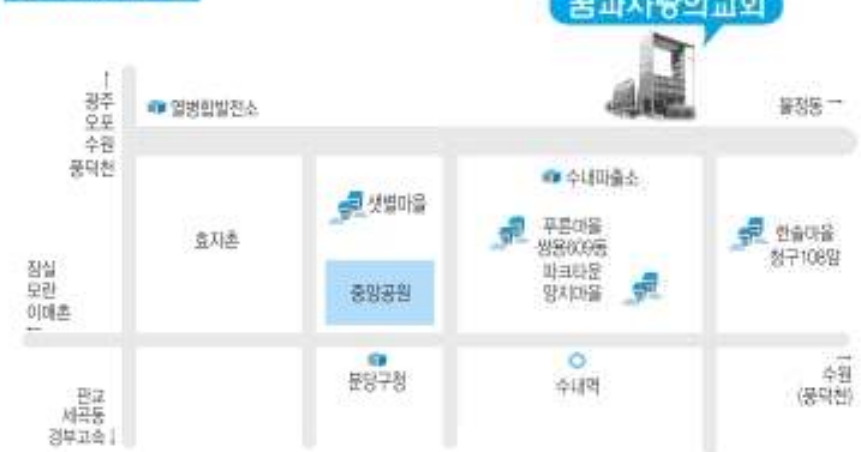 꿈과사랑의교회
↑
광주
오포
수원
풍덕천
열병합발전소
불정동 →
수내파출소
샛별마을
효자촌
푸른마을
쌍용609동
파크타운
양지마을
한솔마을
청구108앞
잠실
모란
이매촌
←
중앙공원
분당구청
수내역
→
수원
(풍덕천)
판교
세곡동
경부고속 ↓